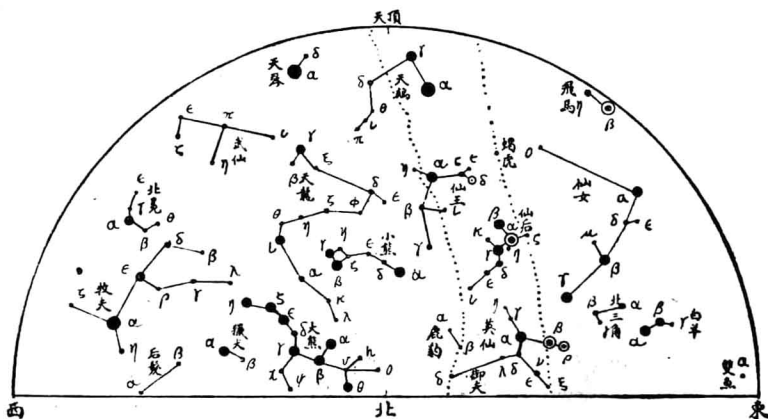 天頂
天琴 δ α
天鵝 γ δ α θ ι π
飛馬 η β
武仙 ε π ι ζ η
蝎虎 ο
仙女 α δ ε μ β γ
天龍 γ β ξ δ ε φ ζ η θ ι α κ λ
仙王 η α ζ ε δ β ι γ
仙后 β α κ γ η ζ δ ε ι
北冕 ε γ α β θ
小熊 γ η β ζ ε δ α
牧夫 δ β ε ρ γ λ ζ α η
獵犬 α β
大熊 η ζ ε δ α γ β χ ψ υ h ο θ
后髮 α β
鹿豹 α β
英仙 η γ α β ρ δ λ ν ε ξ
御夫 δ
北三角 β α
白羊 β γ α
雙魚 α
西 北 東